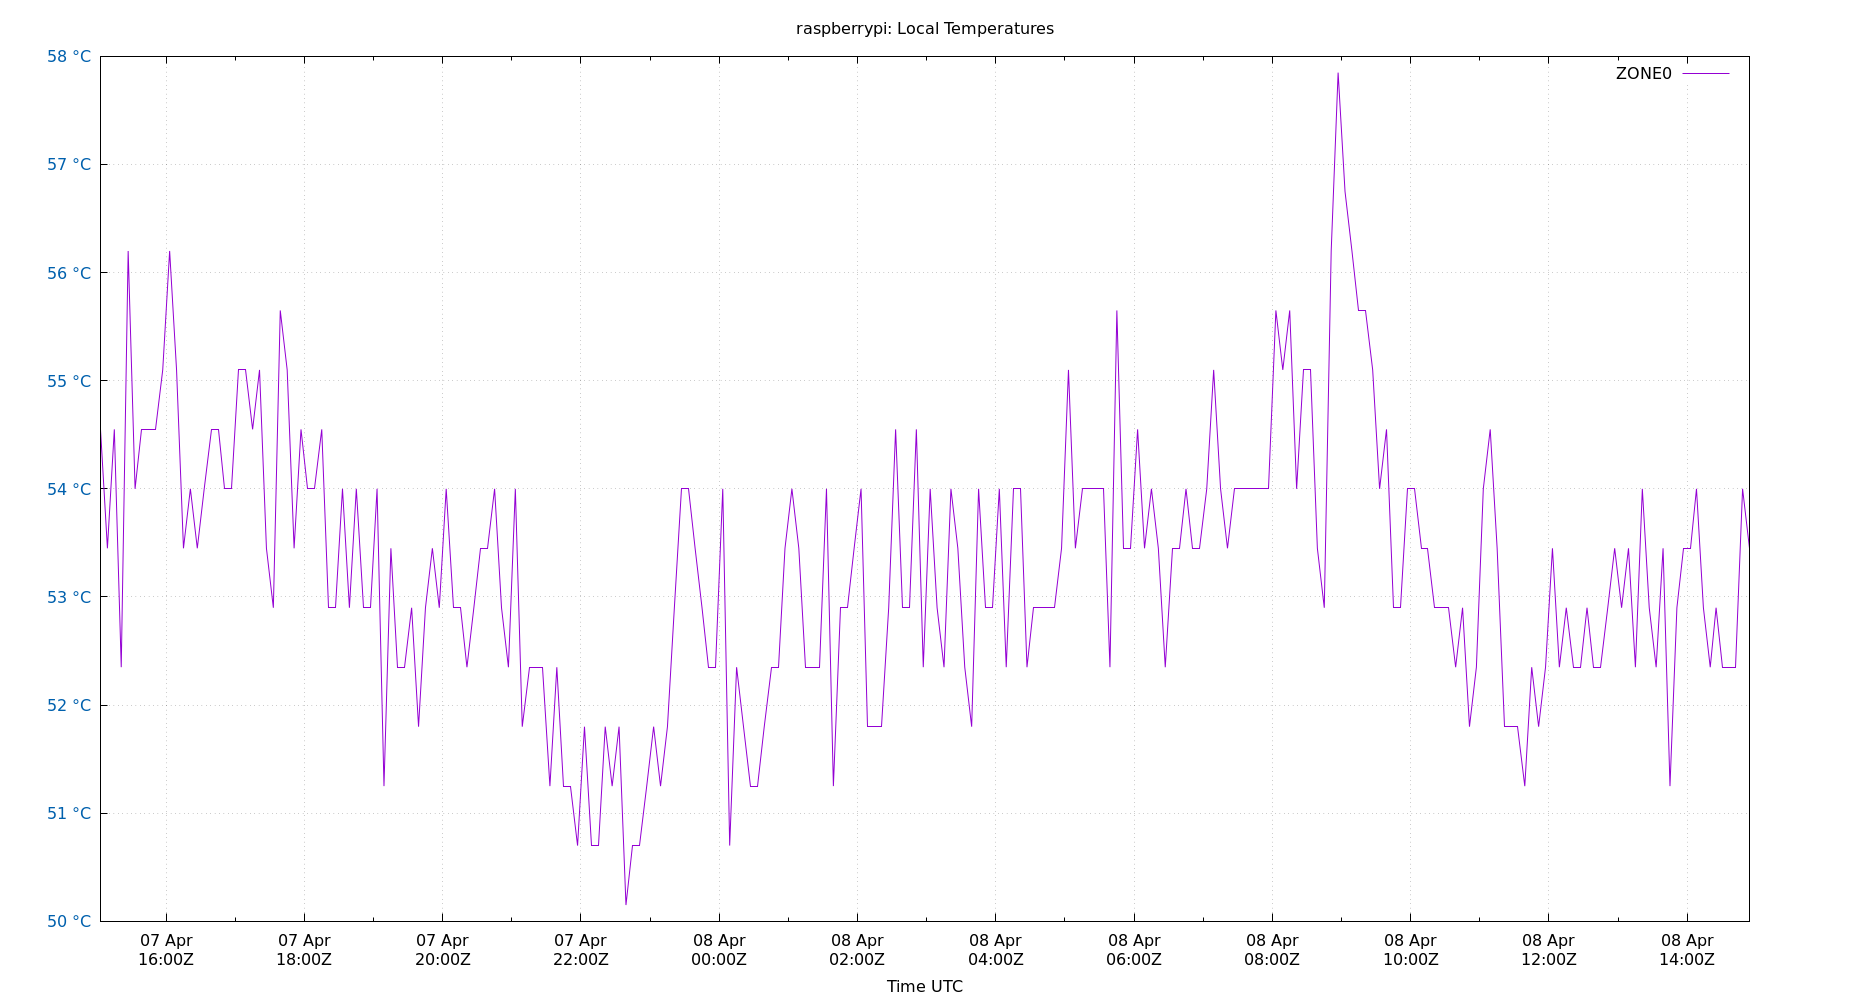 raspberrypi: Local Temperatures
58 °C
ZONE0
57 °C
56 °C
55 °C
54 °C
53 °C
52 °C
51 °C
50 °C
07 Apr 07 Apr 07 Apr 07 Apr 08 Apr 08 Apr 08 Apr 08 Apr 08 Apr 08 Apr 08 Apr 08 Apr
16:00Z 18:00Z 20:00Z 22:00Z 00:00Z 02:00Z 04:00Z 06:00Z 08:00Z 10:00Z 12:00Z 14:00Z
Time UTC